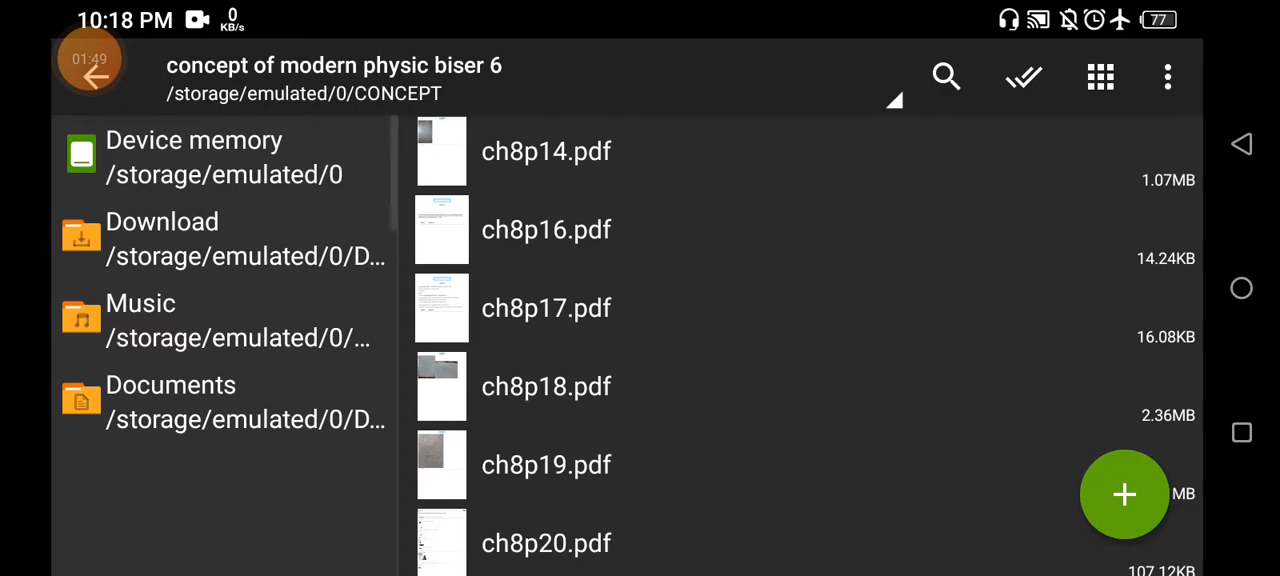 10:18 PM 0 KB/s 77
01:49
concept of modern physic biser 6
/storage/emulated/0/CONCEPT
Device memory
/storage/emulated/0
Download
/storage/emulated/0/D...
Music
/storage/emulated/0/...
Documents
/storage/emulated/0/D...
ch8p14.pdf
1.07MB
ch8p16.pdf
14.24KB
ch8p17.pdf
16.08KB
ch8p18.pdf
2.36MB
ch8p19.pdf
MB
ch8p20.pdf
107.12KB